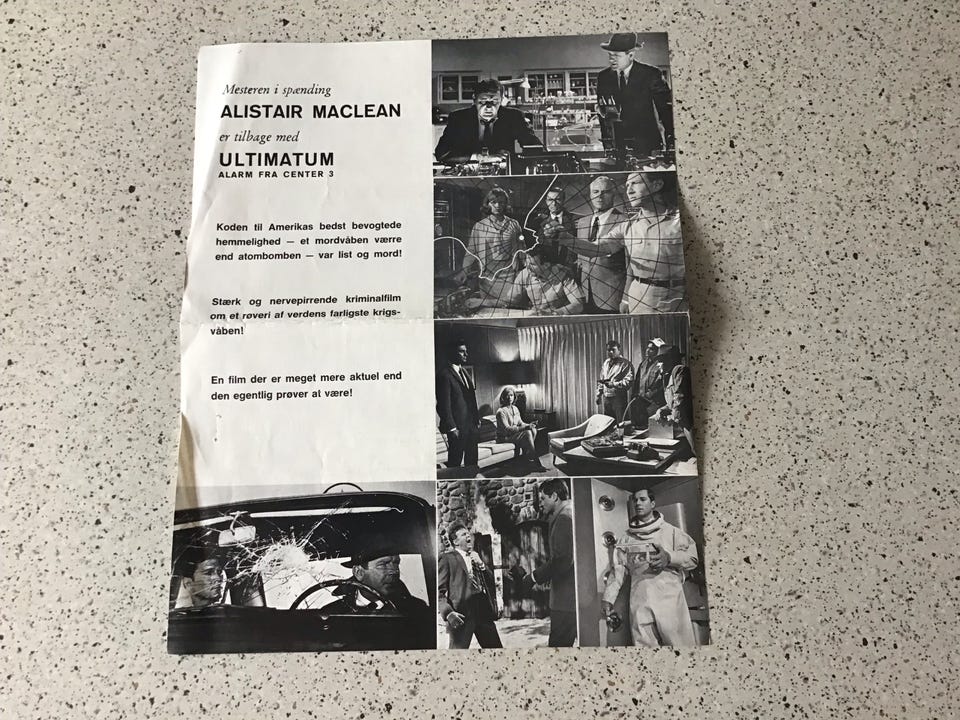 Mesteren i spænding
ALISTAIR MACLEAN
er tilbage med
ULTIMATUM
ALARM FRA CENTER 3
Koden til Amerikas bedst bevogtede
hemmelighed — et mordvåben værre
end atombomben — var list og mord!
Stærk og nervepirrende kriminalfilm
om et røveri af verdens farligste krigs-
våben!
En film der er meget mere aktuel end
den egentlig prøver at være!